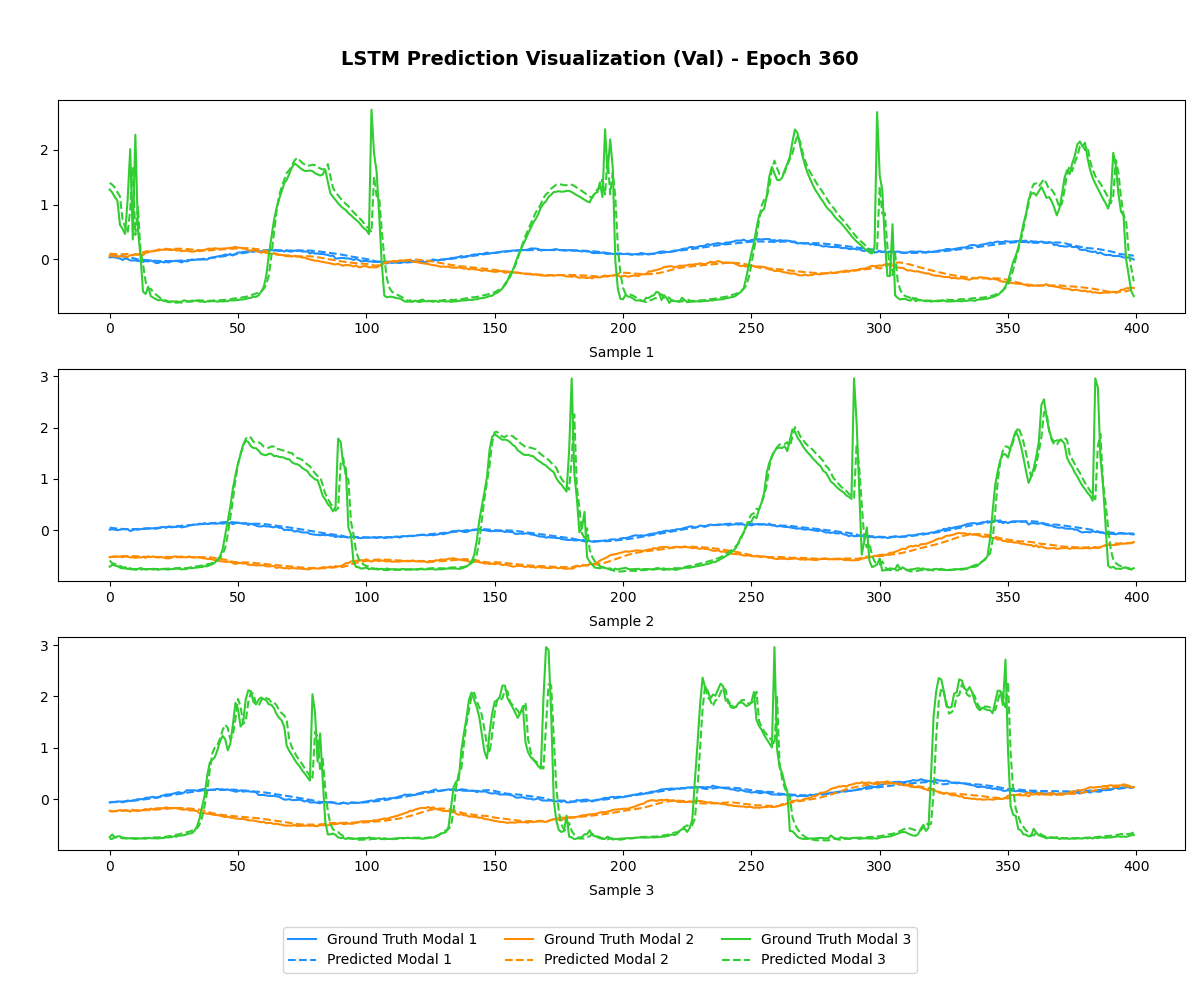 LSTM Prediction Visualization (Val) - Epoch 360
2
1
0
0 50 100 150 200 250 300 350 400
Sample 1
3
2
1
0
0 50 100 150 200 250 300 350 400
Sample 2
3
2
1
0
0 50 100 150 200 250 300 350 400
Sample 3
Ground Truth Modal 1 Ground Truth Modal 2 Ground Truth Modal 3
Predicted Modal 1 Predicted Modal 2 Predicted Modal 3